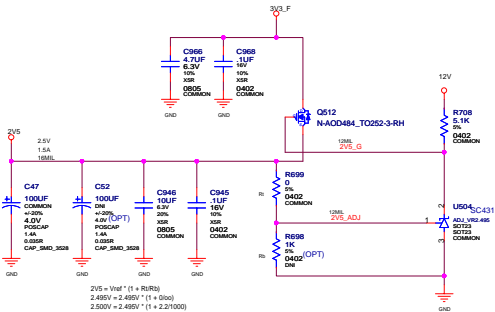 3V3_F
C966
4.7UF
6.3V
10%
X5R
0805
COMMON
C968
.1UF
16V
10%
X5R
0402
COMMON
GND
GND
Q512
N-AOD484_TO252-3-RH
12V
R708
5.1K
5%
0402
COMMON
12MIL
2V5_G
2V5
2.5V
1.5A
16MIL
C47
100UF
COMMON
+/-20%
4.0V
POSCAP
1.4A
0.035R
CAP_SMD_3528
C52
100UF
DNI
+/-20%
4.0V (OPT)
POSCAP
1.4A
0.035R
CAP_SMD_3528
C946
10UF
6.3V
20%
X5R
0805
COMMON
C945
.1UF
16V
10%
X5R
0402
COMMON
R699
0
5%
0402
COMMON
Rt
12MIL
2V5_ADJ
R698
1K
5%
0402
DNI
(OPT)
Rb
U504
SC431
ADJ_VR2.495
SOT23
SOT23
COMMON
2
1
3
GND
GND
GND
GND
GND
GND
2V5 = Vref * (1 + Rt/Rb)
2.495V = 2.495V * (1 + 0/oo)
2.500V = 2.495V * (1 + 2.2/1000)